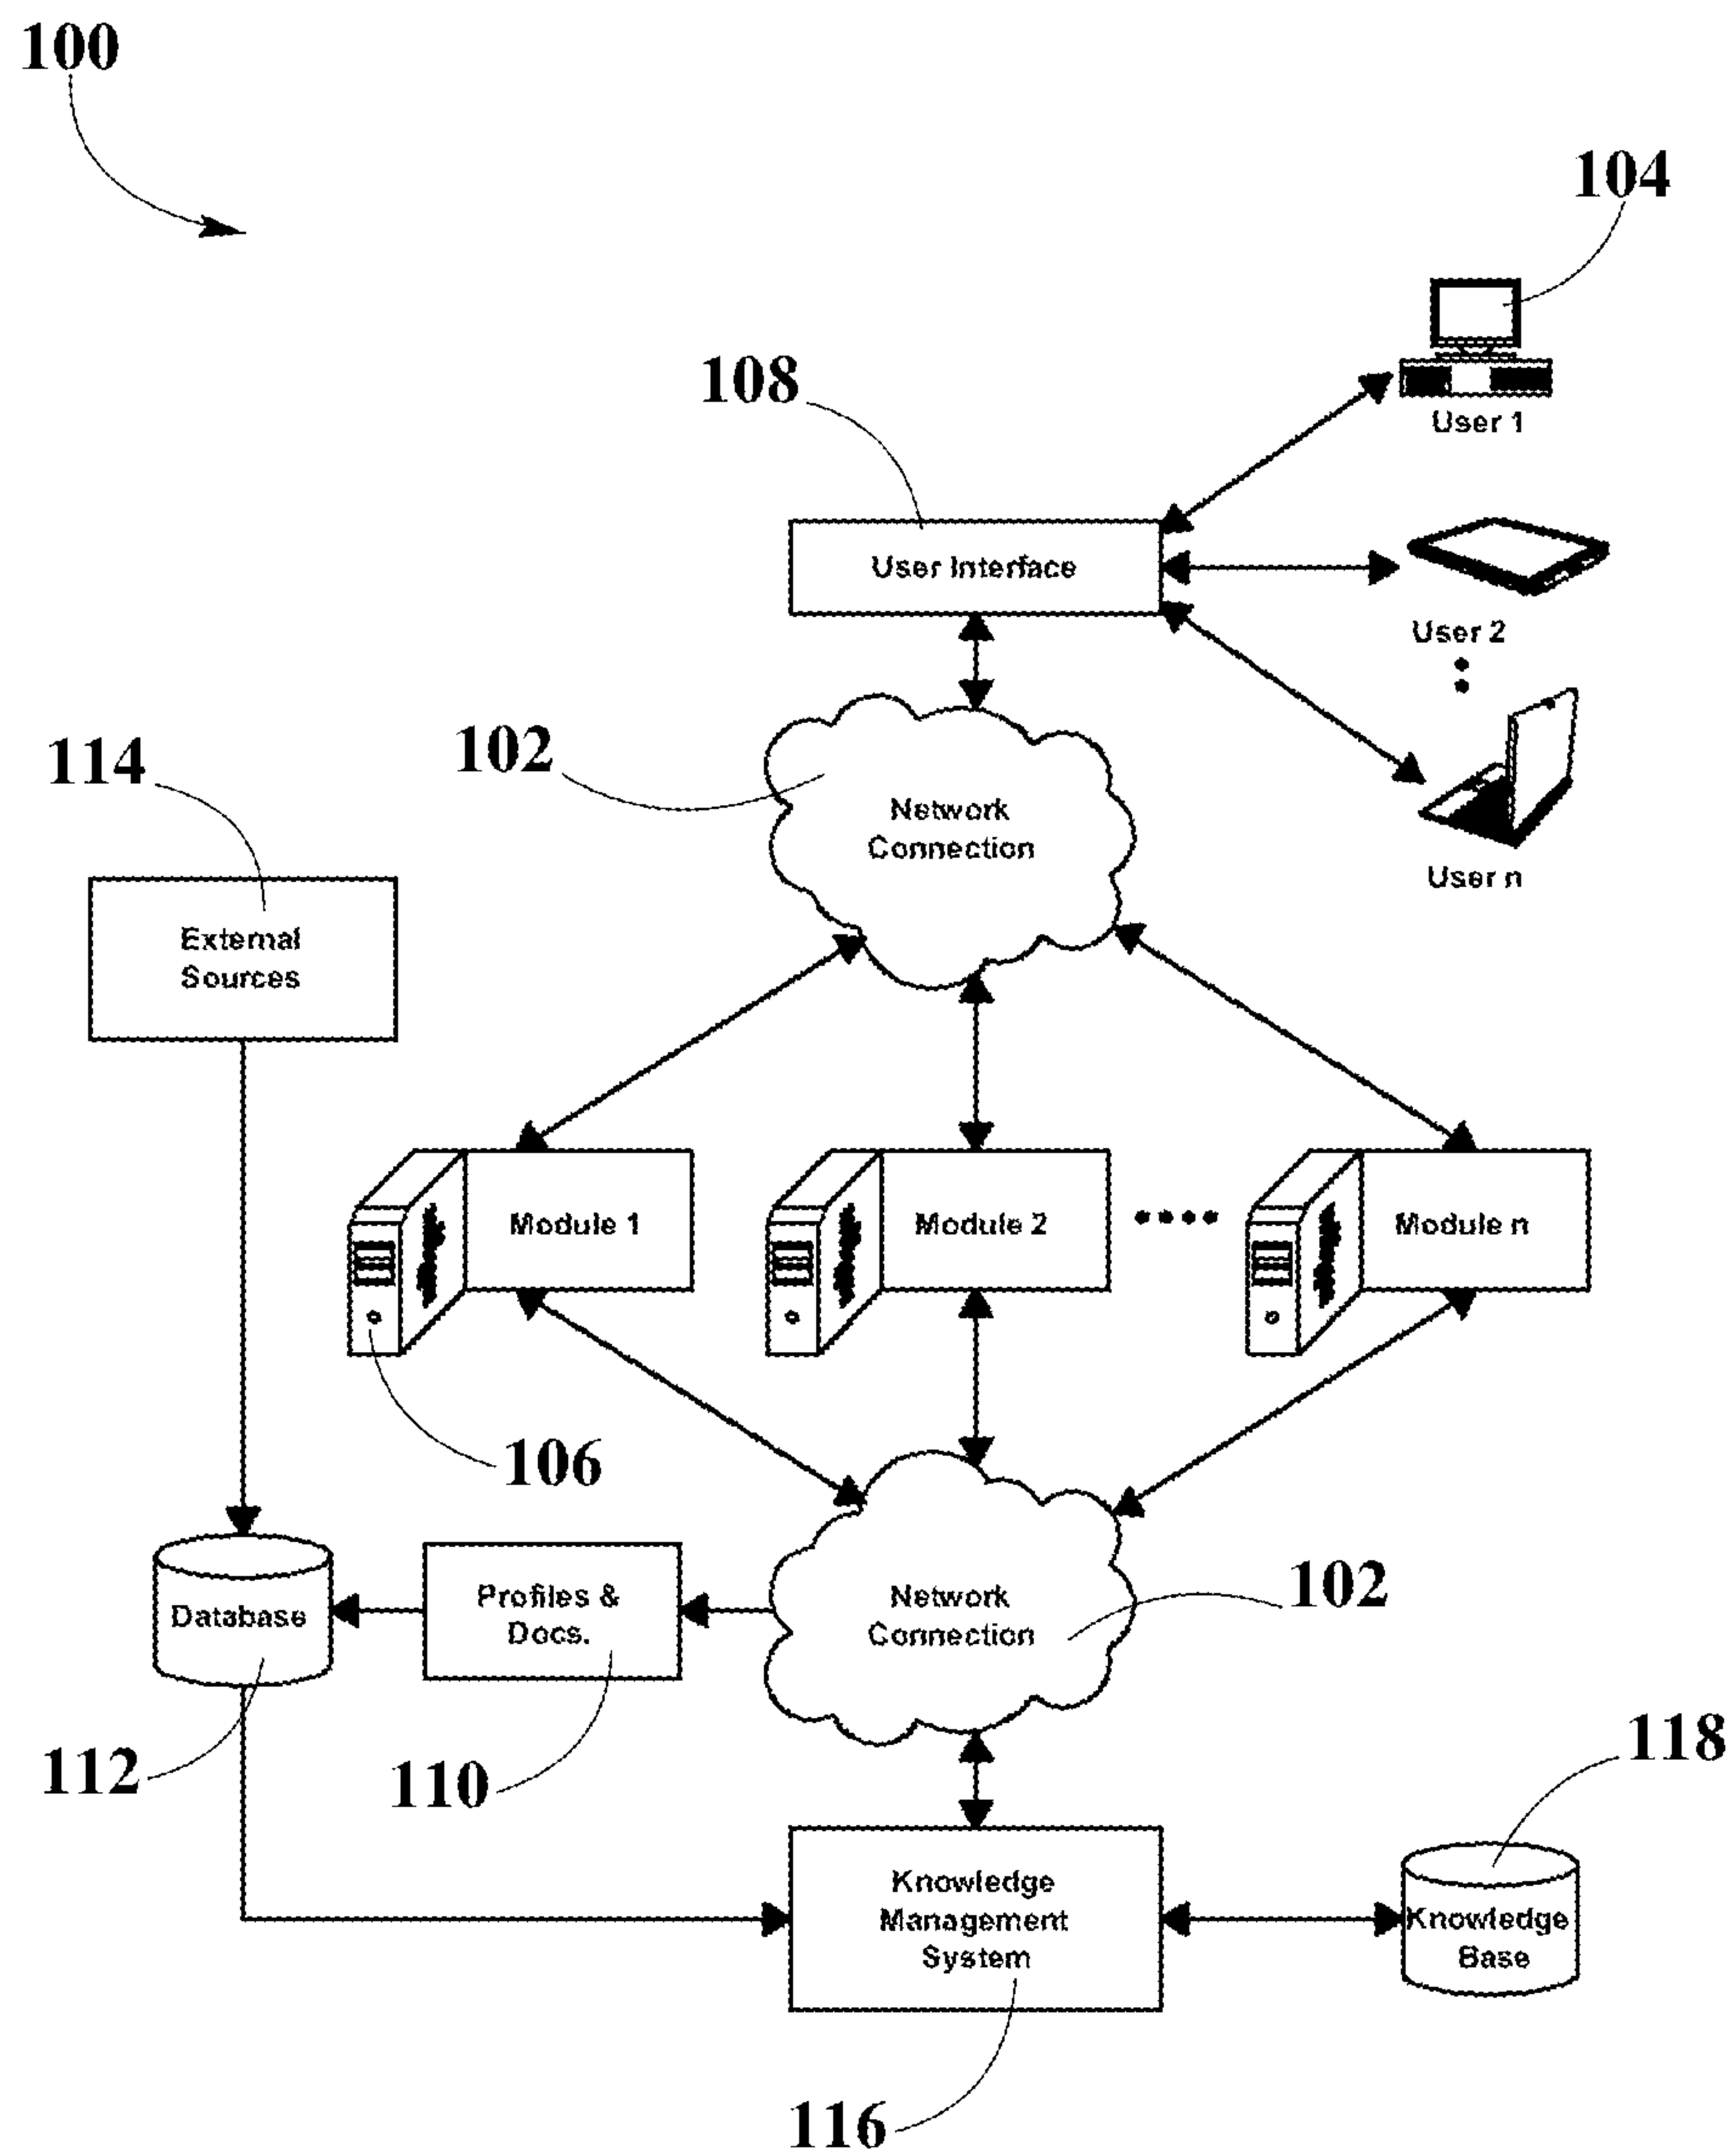 100
104
108
User 1
User Interface
User 2
102
114
Network
Connection
User n
External
Sources
Module 1
Module 2
Module n
106
Database
Profiles &
Docs.
Network
Connection
102
112
110
118
Knowledge
Management
System
Knowledge
Base
116